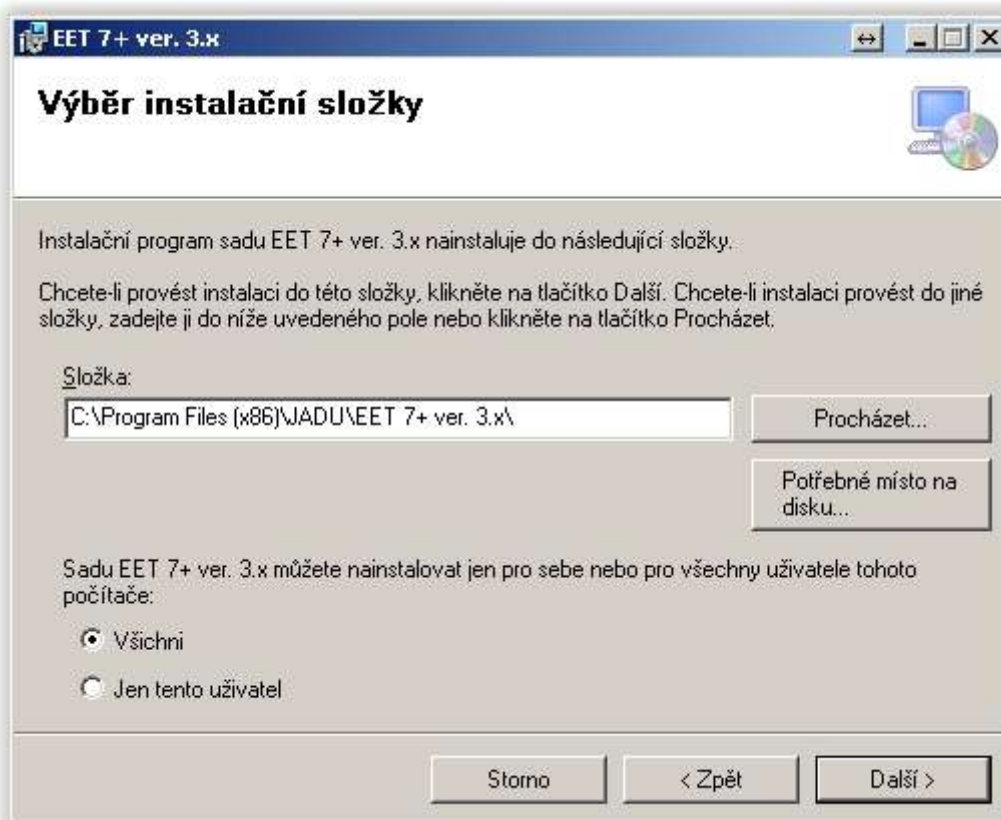 EET 7+ ver. 3.x
Výběr instalační složky
Instalační program sadu EET 7+ ver. 3.x nainstaluje do následující složky.
Chcete-li provést instalaci do této složky, klikněte na tlačítko Další. Chcete-li instalaci provést do jiné
složky, zadejte ji do níže uvedeného pole nebo klikněte na tlačítko Procházet.
Složka:
C:\Program Files (x86)\JADU\EET 7+ ver. 3.x\
Procházet...
Potřebné místo na
disku...
Sadu EET 7+ ver. 3.x můžete nainstalovat jen pro sebe nebo pro všechny uživatele tohoto
počítače:
Všichni
Jen tento uživatel
Storno
< Zpět
Další >